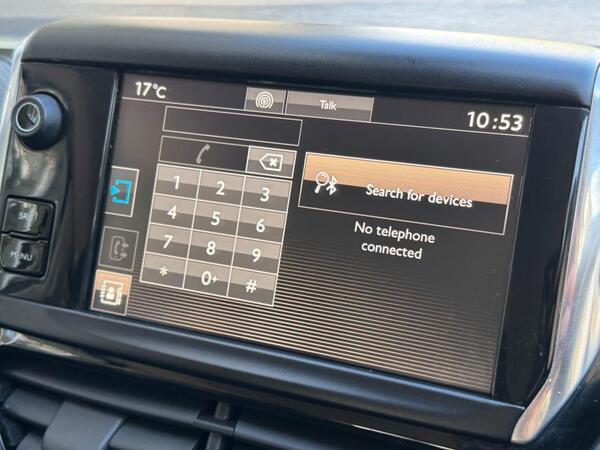 17°C
Talk
10:53
1 2 3
4 5 6
7 8 9
* 0+ #
Search for devices
No telephone
connected
MENU